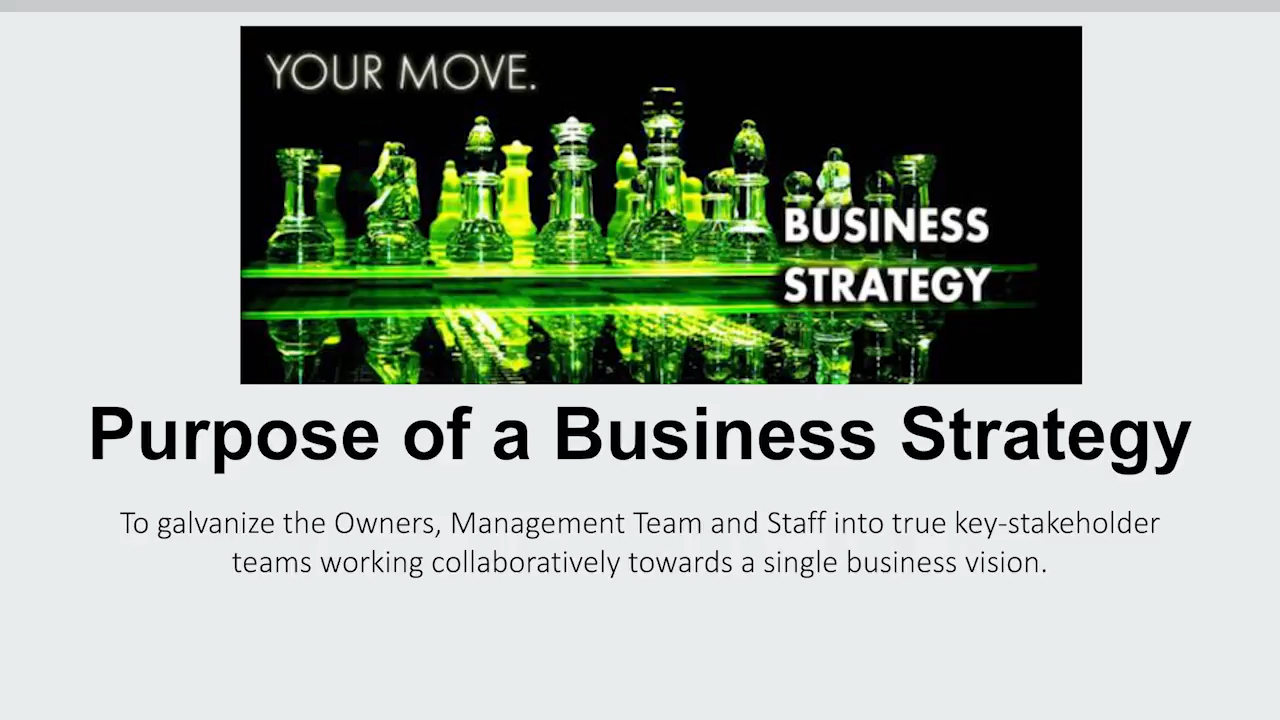 YOUR MOVE.
BUSINESS
STRATEGY
Purpose of a Business Strategy
To galvanize the Owners, Management Team and Staff into true key-stakeholder
teams working collaboratively towards a single business vision.